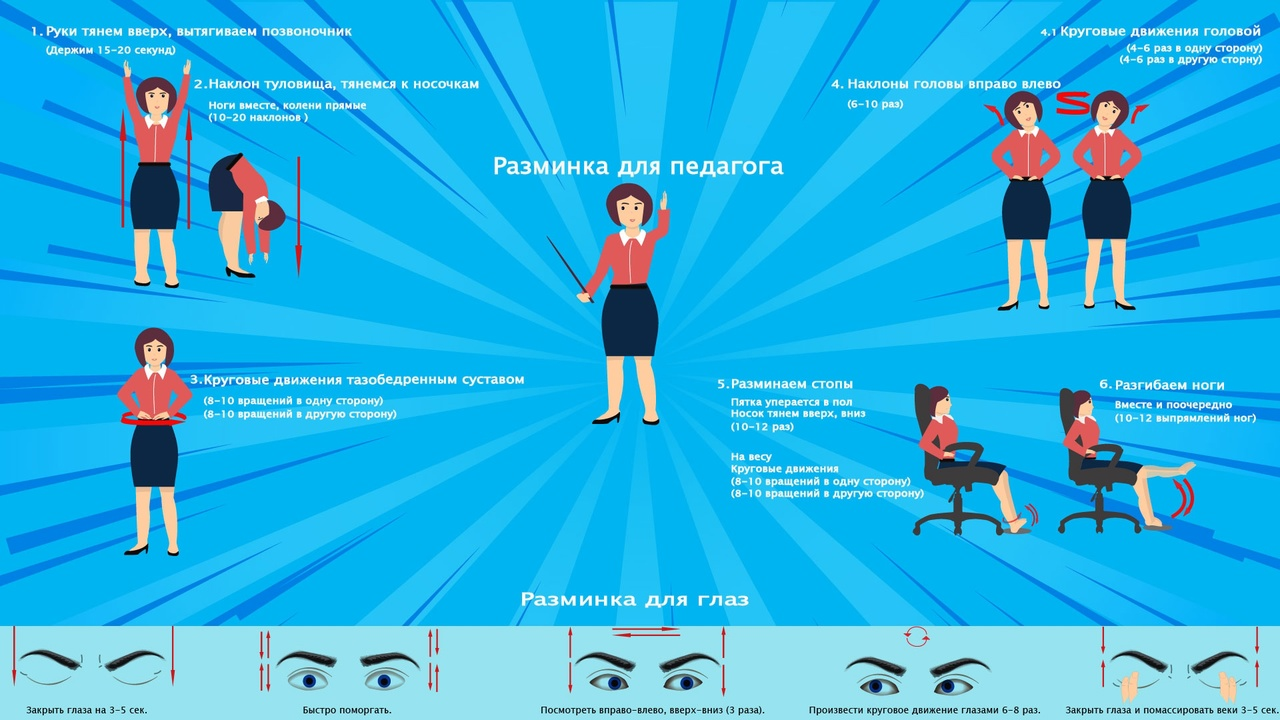 1. Руки тянем вверх, вытягиваем позвоночник
(Держим 15-20 секунд)
2. Наклон туловища, тянемся к носочкам
Ноги вместе, колени прямые
(10-20 наклонов )
Разминка для педагога
4. Наклоны головы вправо влево
(6-10 раз)
4.1 Круговые движения головой
(4-6 раз в одну сторону)
(4-6 раз в другую сторну)
3. Круговые движения тазобедренным суставом
(8-10 вращений в одну сторону)
(8-10 вращений в другую сторону)
5. Разминаем стопы
Пятка упирается в пол
Носок тянем вверх, вниз
(10-12 раз)
На весу
Круговые движения
(8-10 вращений в одну сторону)
(8-10 вращений в другую сторону)
6. Разгибаем ноги
Вместе и поочередно
(10-12 выпрямлений ног)
Разминка для глаз
Закрыть глаза на 3-5 сек.
Быстро поморгать.
Посмотреть вправо-влево, вверх-вниз (3 раза).
Произвести круговое движение глазами 6-8 раз.
Закрыть глаза и помассировать веки 3-5 сек.